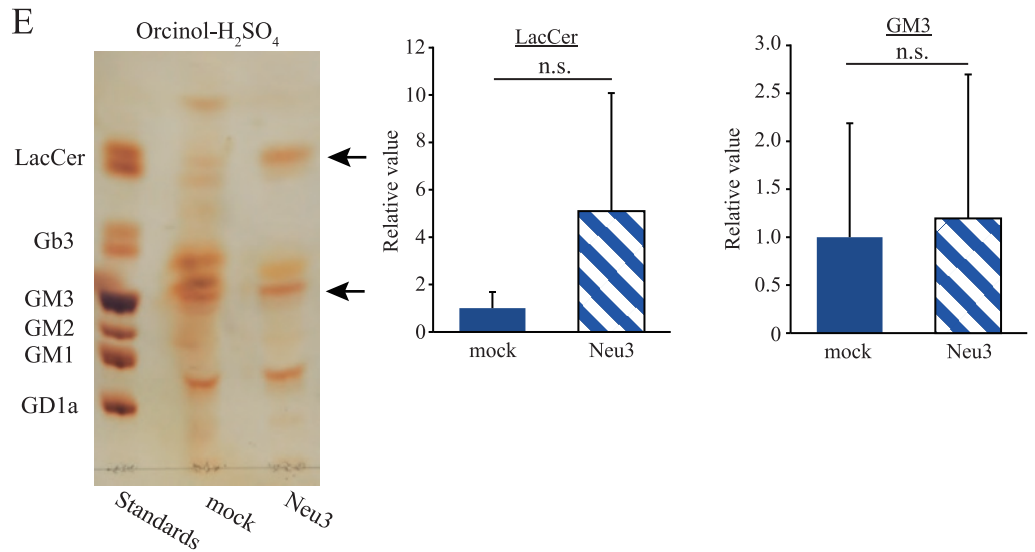 E
Orcinol-H₂SO₄
LacCer
Gb3
GM3
GM2
GM1
GD1a
Standards
mock
Neu3
LacCer
n.s.
Relative value
12
10
8
6
4
2
0
mock
Neu3
GM3
n.s.
Relative value
3.0
2.5
2.0
1.5
1.0
0.5
0
mock
Neu3